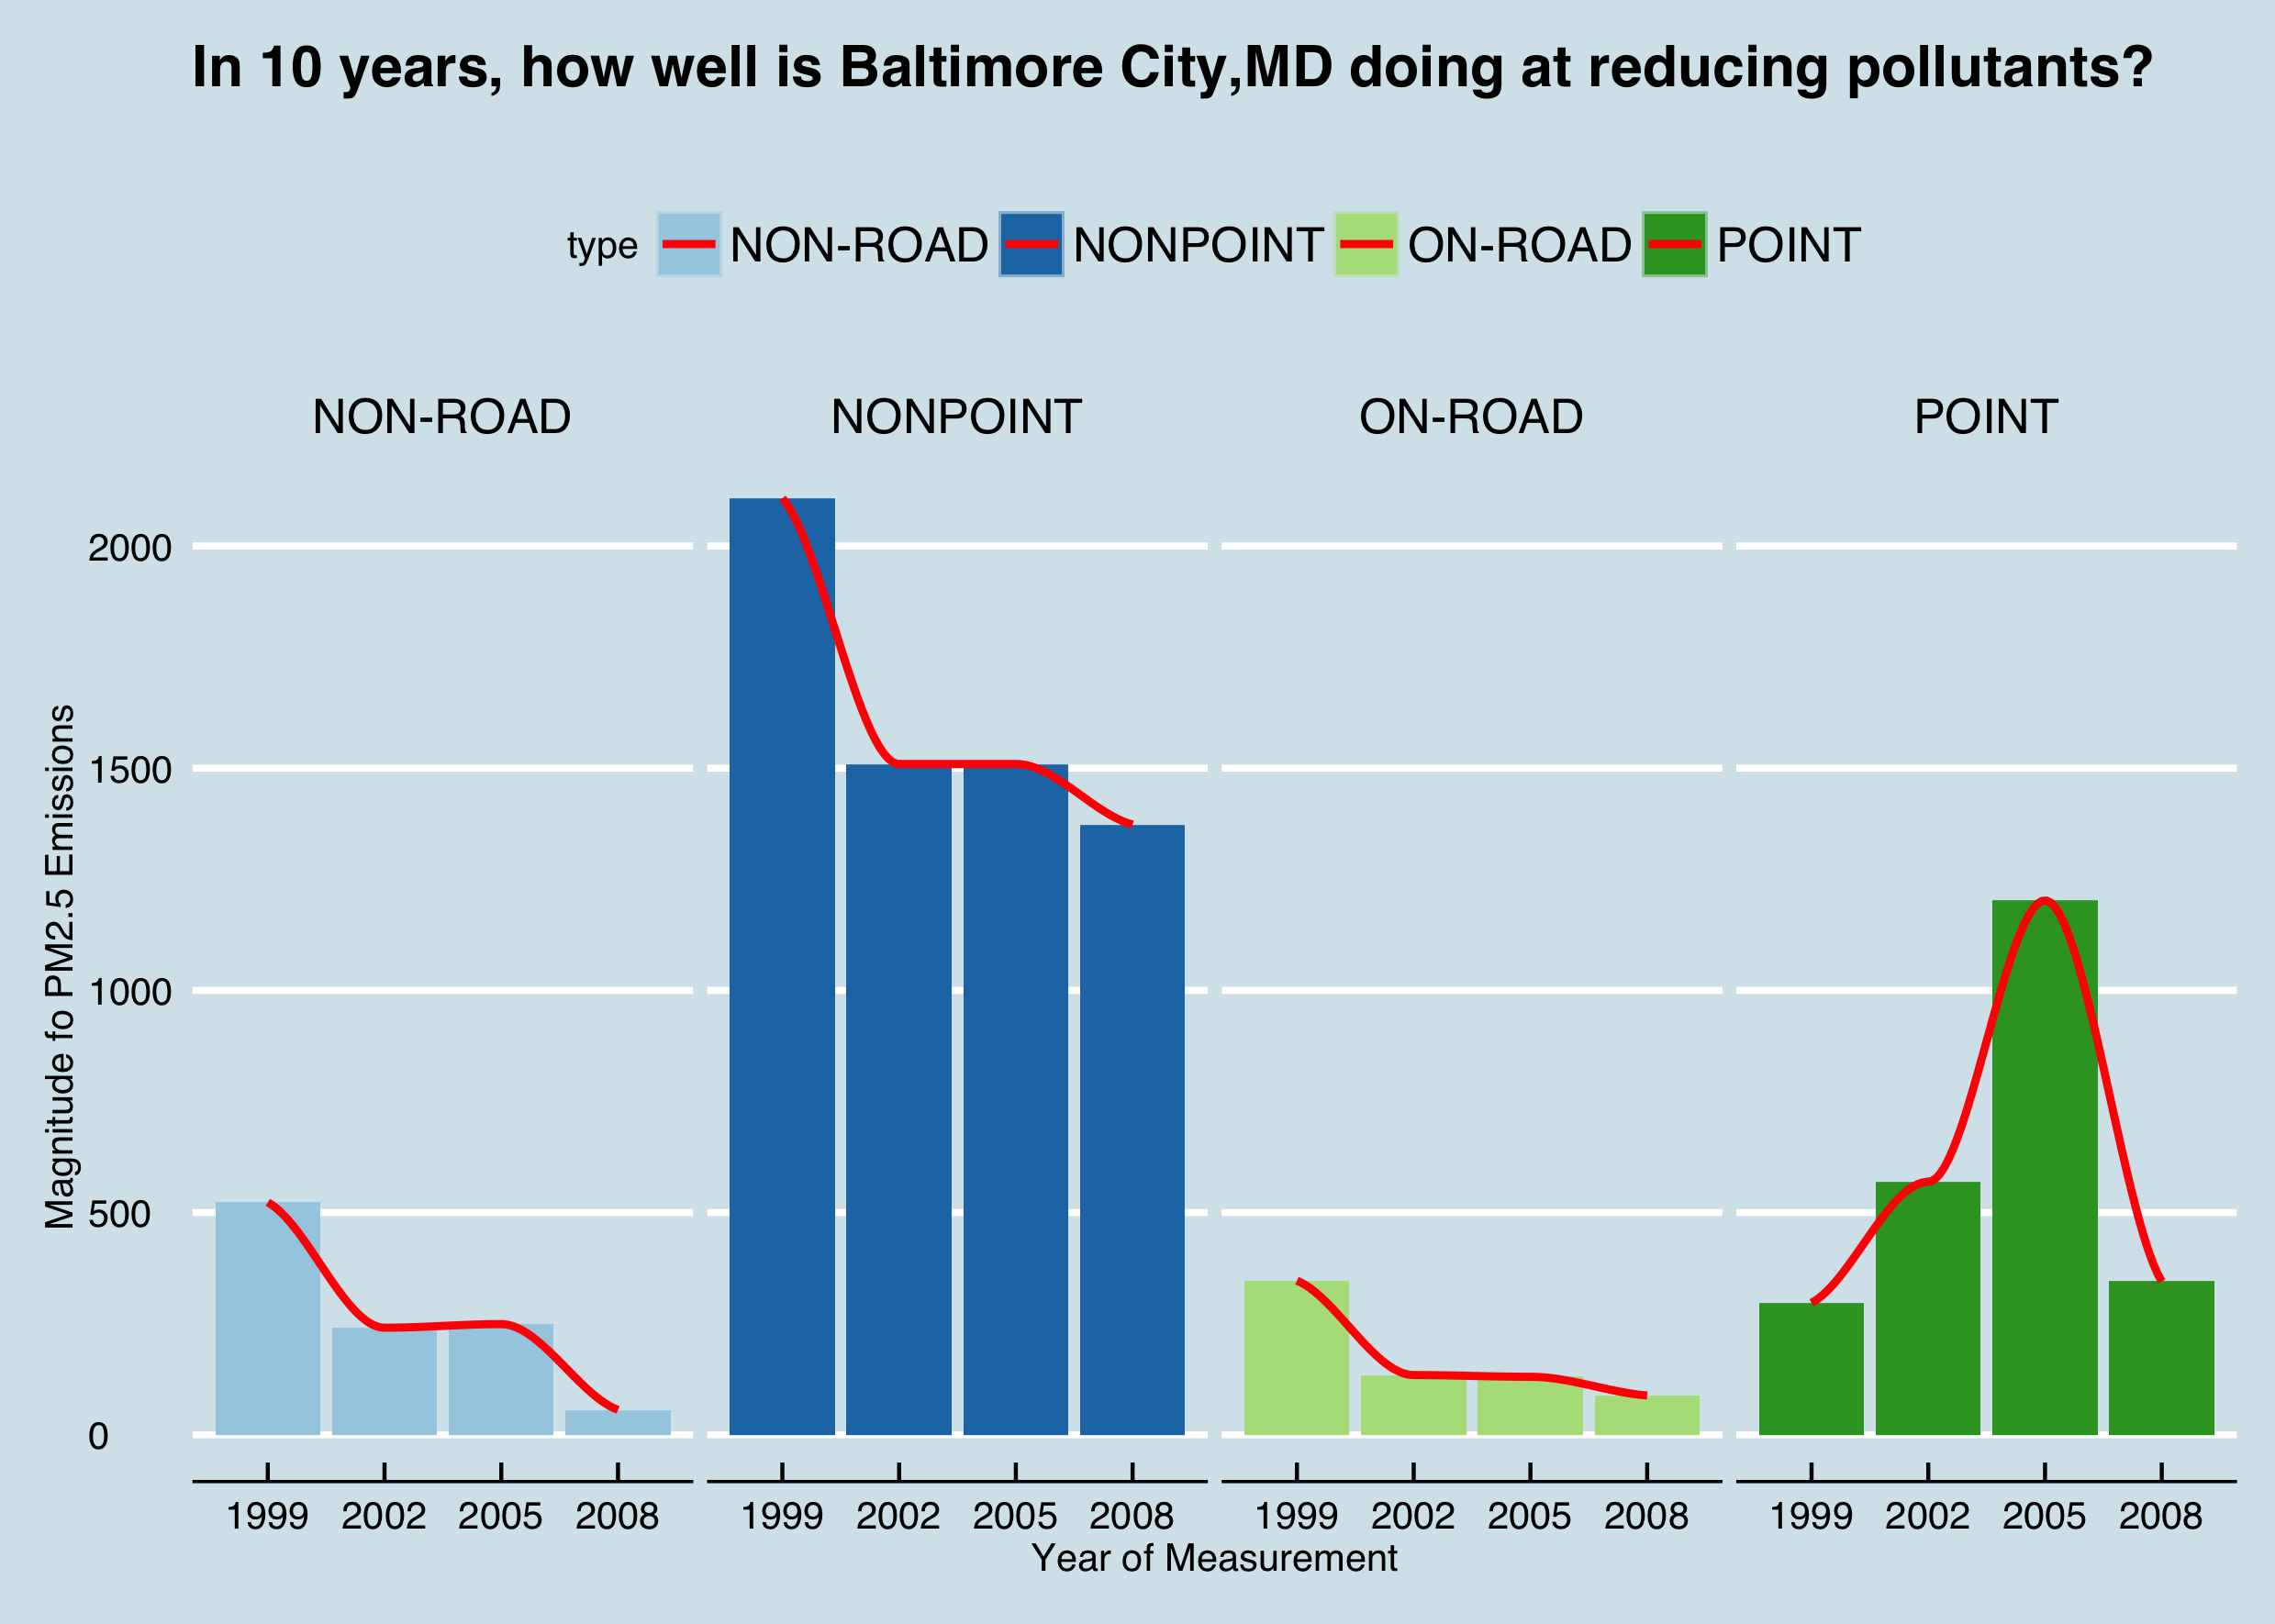 In 10 years, how well is Baltimore City,MD doing at reducing pollutants?
type NON-ROAD NONPOINT ON-ROAD POINT
NON-ROAD NONPOINT ON-ROAD POINT
2000
1500
1000
500
0
Magnitude fo PM2.5 Emissions
1999 2002 2005 2008 1999 2002 2005 2008 1999 2002 2005 2008 1999 2002 2005 2008
Year of Measurement